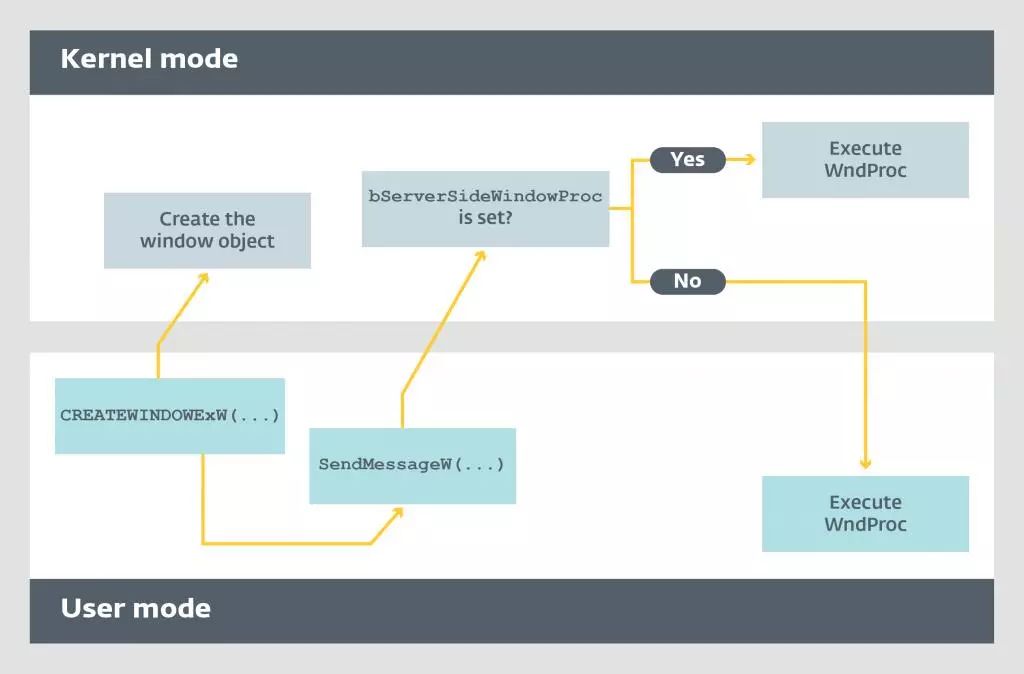 Kernel mode
Create the
window object
bServerSideWindowProc
is set?
Yes
Execute
WndProc
No
CREATEWINDOWExW(...)
SendMessageW(...)
Execute
WndProc
User mode